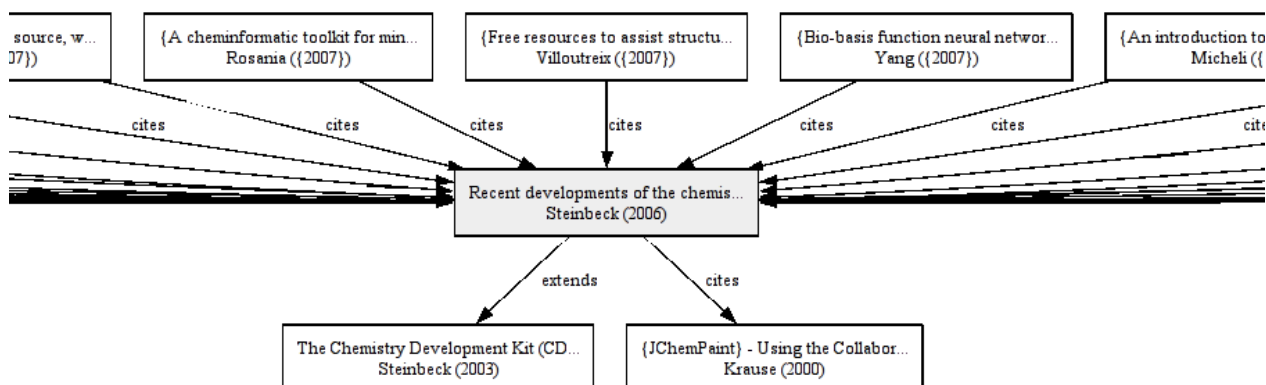 source, w...
07})
{A cheminformatic toolkit for min...
Rosania ({2007})
{Free resources to assist structu...
Villoutreix ({2007})
{Bio-basis function neural networ...
Yang ({2007})
{An introduction to
Micheli ({
cites
cites
cites
cites
cites
cites
cite
Recent developments of the chemis...
Steinbeck (2006)
extends
cites
The Chemistry Development Kit (CD...
Steinbeck (2003)
{JChemPaint} - Using the Collabor...
Krause (2000)